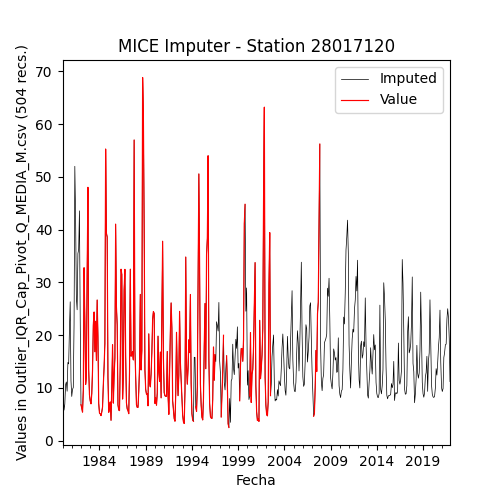 MICE Imputer - Station 28017120
Values in Outlier_IQR_Cap_Pivot_Q_MEDIA_M.csv (504 recs.)
70
60
50
40
30
20
10
0
Imputed
Value
1984 1989 1994 1999 2004 2009 2014 2019
Fecha